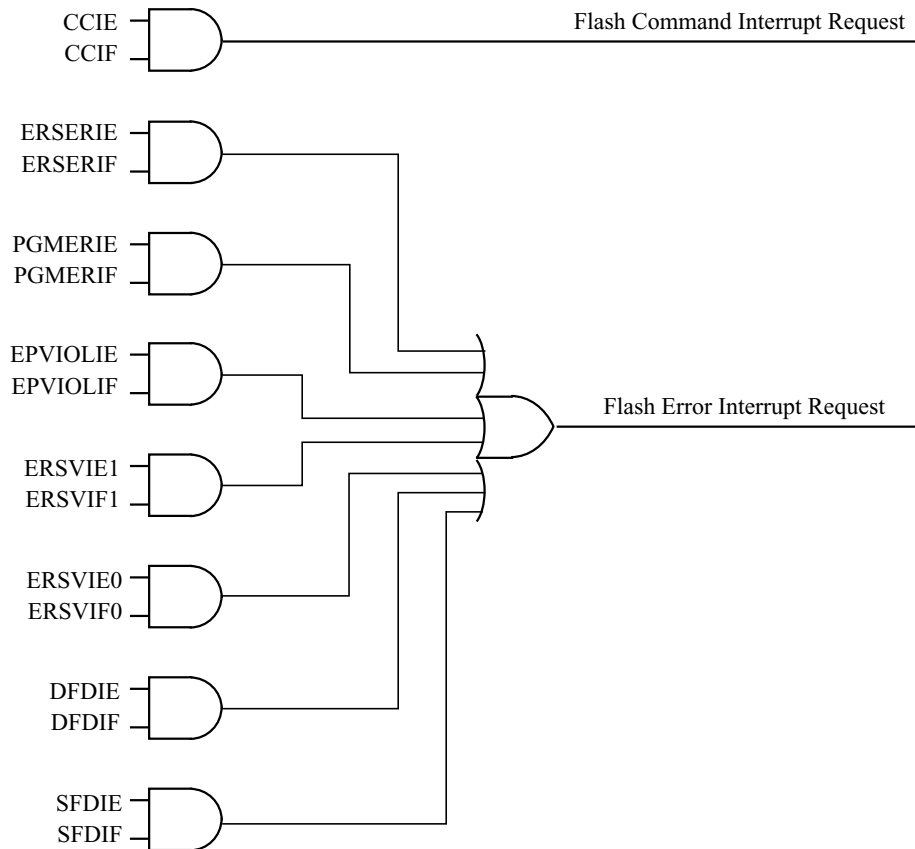 CCIE
CCIF
Flash Command Interrupt Request
ERSERIE
ERSERIF
PGMERIE
PGMERIF
EPVIOLIE
EPVIOLIF
Flash Error Interrupt Request
ERSVIE1
ERSVIF1
ERSVIE0
ERSVIF0
DFDIE
DFDIF
SFDIE
SFDIF